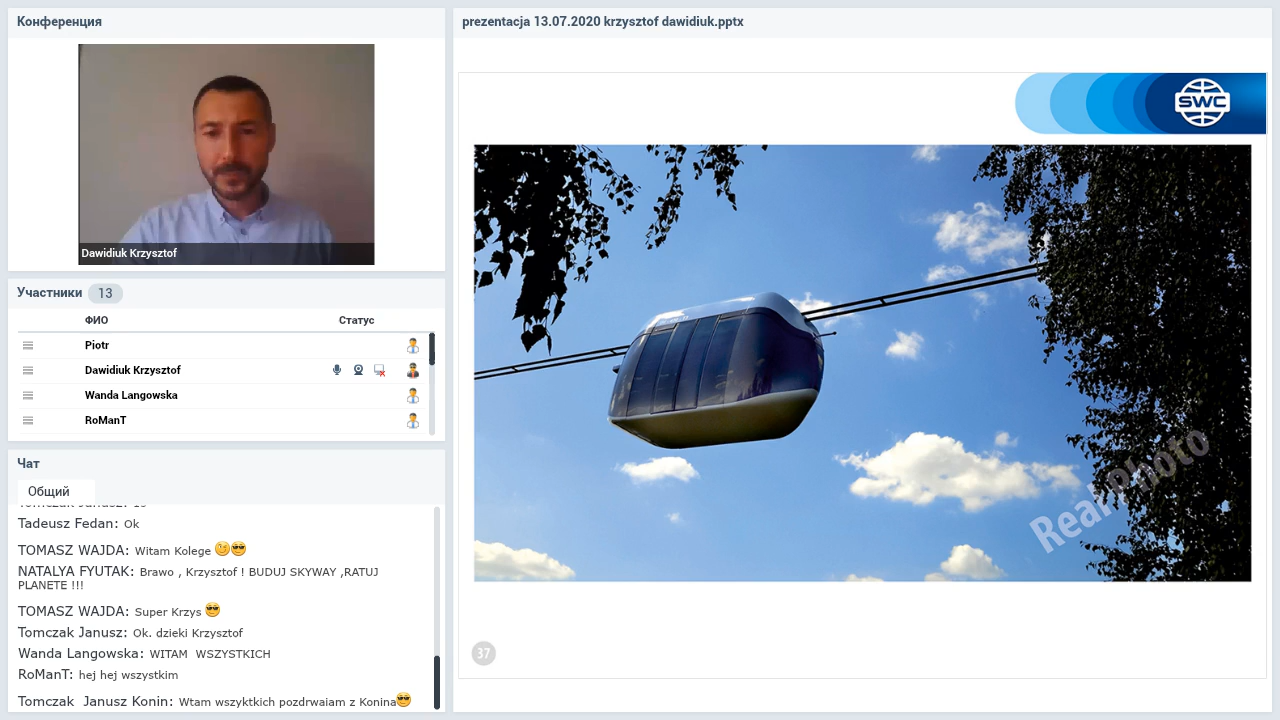 Конференция
Dawidiuk Krzysztof
Участники 13
ФИО Статус
Piotr
Dawidiuk Krzysztof
Wanda Langowska
RoManT
Чат
Общий
Tadeusz Fedan: Ok
TOMASZ WAJDA: Witam Kolege
NATALYA FYUTAK: Brawo , Krzysztof ! BUDUJ SKYWAY ,RATUJ
PLANETE !!!
TOMASZ WAJDA: Super Krzys
Tomczak Janusz: Ok. dzieki Krzysztof
Wanda Langowska: WITAM WSZYSTKICH
RoManT: hej hej wszystkim
Tomczak Janusz Konin: Wtam wszyktkich pozdrwaiam z Konina
prezentacja 13.07.2020 krzysztof dawidiuk.pptx
SWC
Real Photo
37